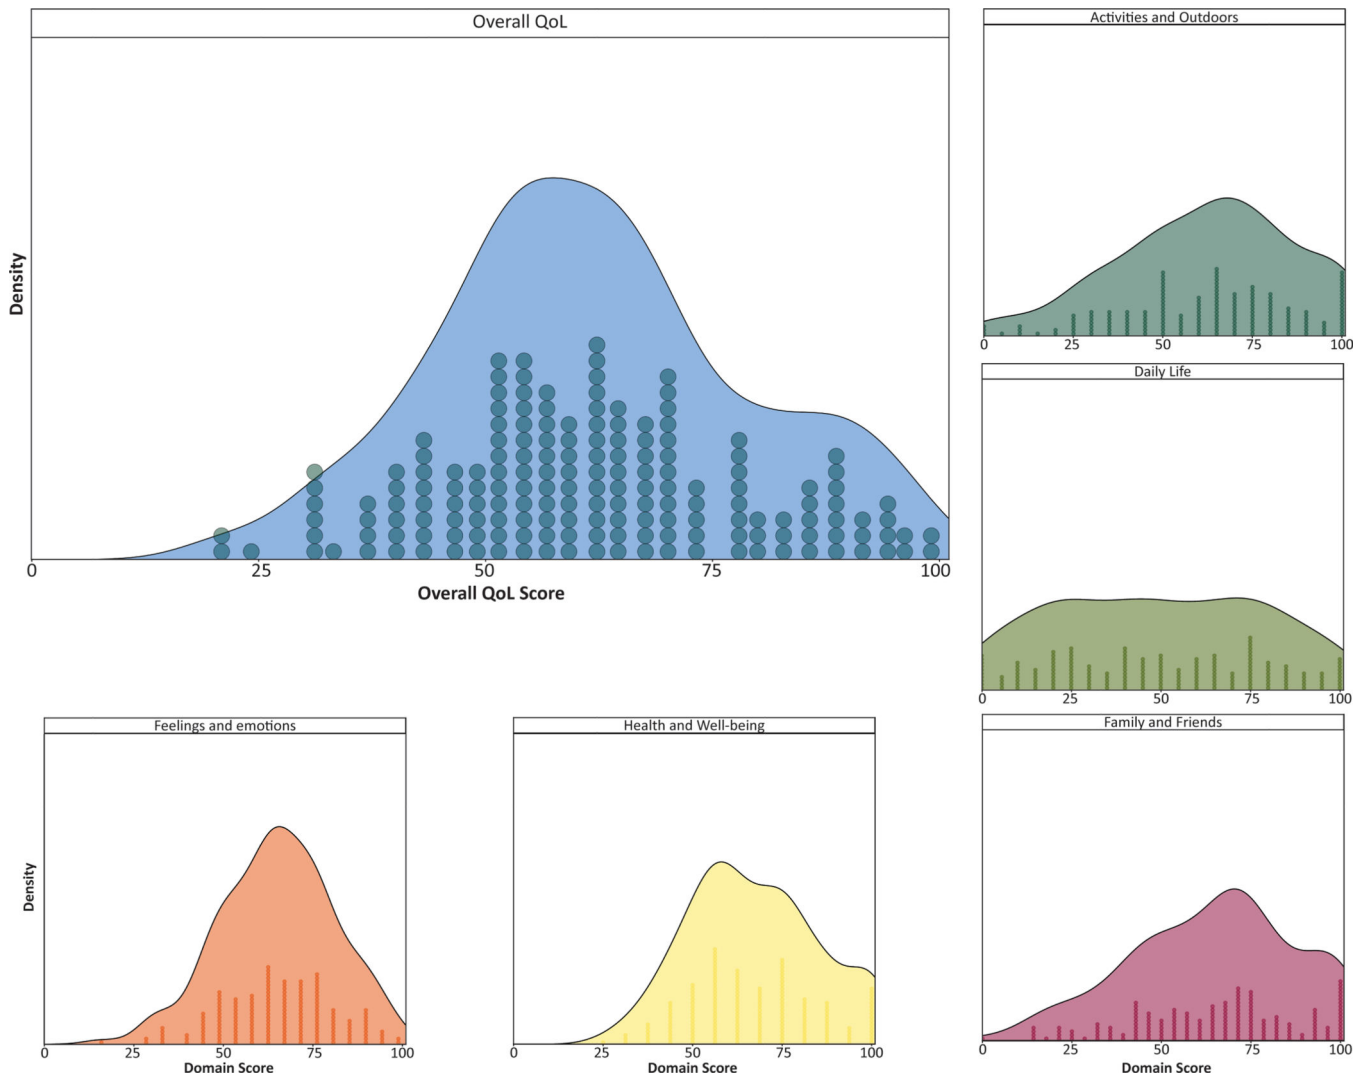 Overall QoL
Density
0 25 50 75 100
Overall QoL Score
Activities and Outdoors
0 25 50 75 100
Daily Life
0 25 50 75 100
Feelings and emotions
Density
0 25 50 75 100
Domain Score
Health and Well-being
0 25 50 75 100
Domain Score
Family and Friends
0 25 50 75 100
Domain Score